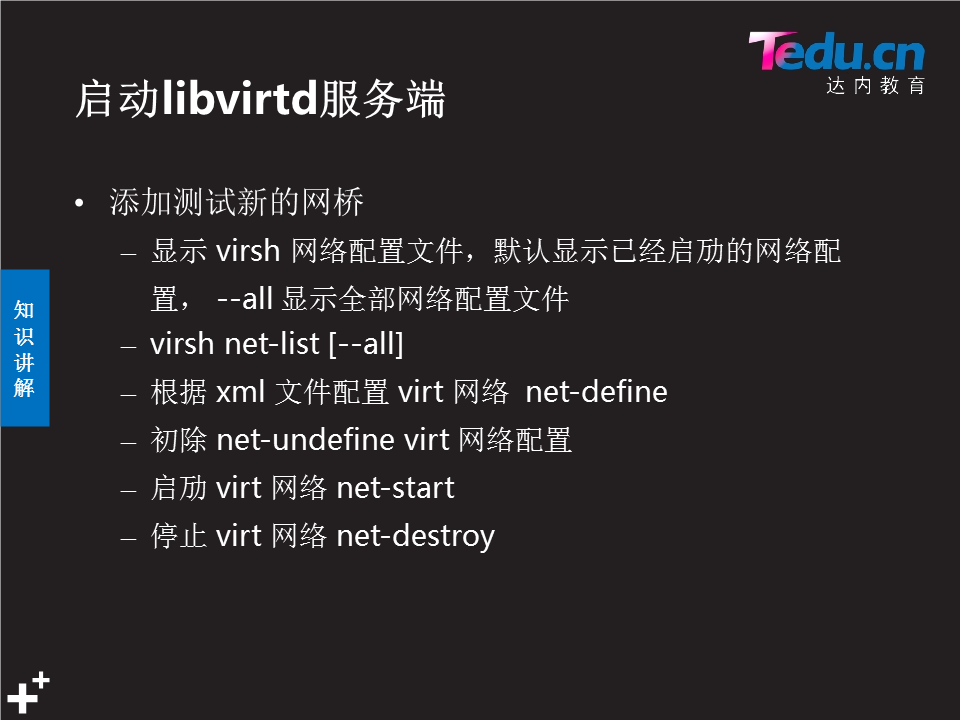 Tedu.cn
达内教育
启动libvirtd服务端
• 添加测试新的网桥
– 显示 virsh 网络配置文件，默认显示已经启劢的网络配
置， --all 显示全部网络配置文件
– virsh net-list [--all]
– 根据 xml 文件配置 virt 网络 net-define
– 初除 net-undefine virt 网络配置
– 启劢 virt 网络 net-start
– 停止 virt 网络 net-destroy
知
识
讲
解